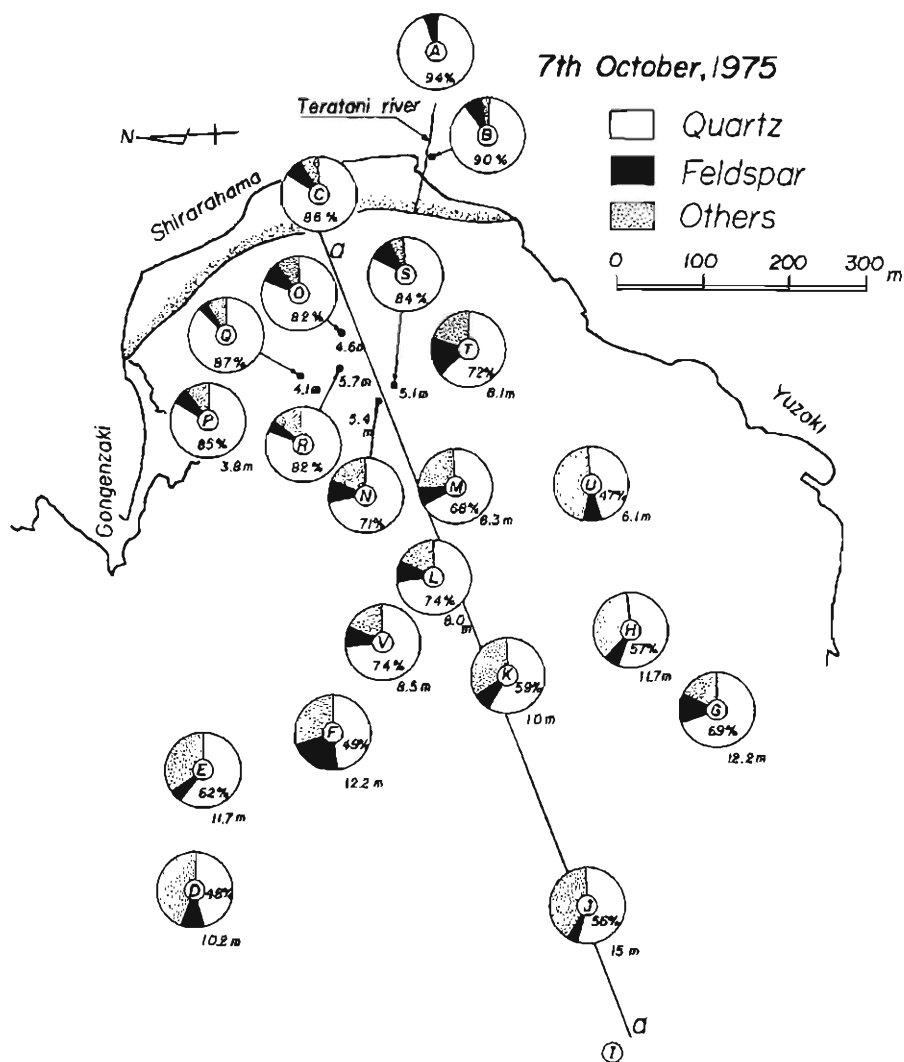 A
94%
7th October, 1975
Teratani river
B
90%
Quartz
Feldspar
Others
N
C
86%
Shirarahama
0 100 200 300 m
a
S
84%
O
82%
4.6m
Q
87%
4.1m
5.7m
5.1m
T
72%
8.1m
5.4
m
P
85%
3.8m
R
82%
Yuzaki
Gongenzaki
N
71%
M
68%
8.3m
U
47%
6.1m
L
74%
8.0
m
V
74%
8.5m
H
57%
11.7m
K
59%
10m
G
69%
12.2m
F
49%
12.2m
E
62%
11.7m
D
48%
10.2m
J
56%
15m
a
I